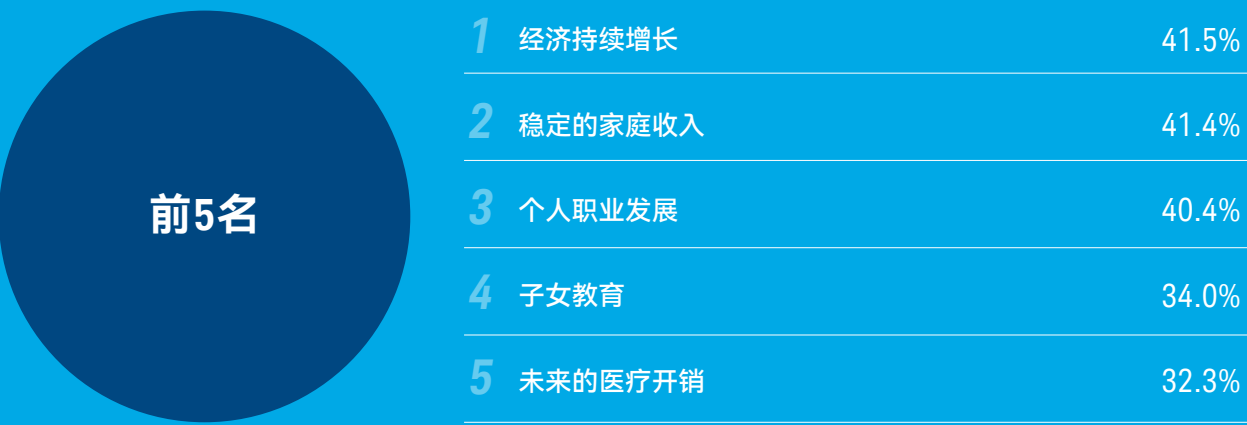 前5名
1 经济持续增长 41.5%
2 稳定的家庭收入 41.4%
3 个人职业发展 40.4%
4 子女教育 34.0%
5 未来的医疗开销 32.3%